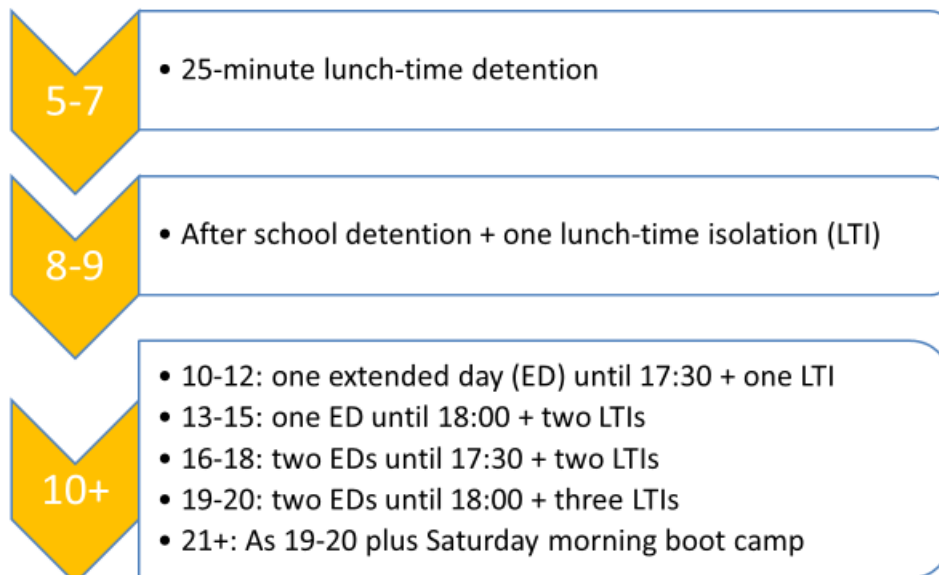 5-7
• 25-minute lunch-time detention
8-9
• After school detention + one lunch-time isolation (LTI)
10+
• 10-12: one extended day (ED) until 17:30 + one LTI
• 13-15: one ED until 18:00 + two LTIs
• 16-18: two EDs until 17:30 + two LTIs
• 19-20: two EDs until 18:00 + three LTIs
• 21+: As 19-20 plus Saturday morning boot camp